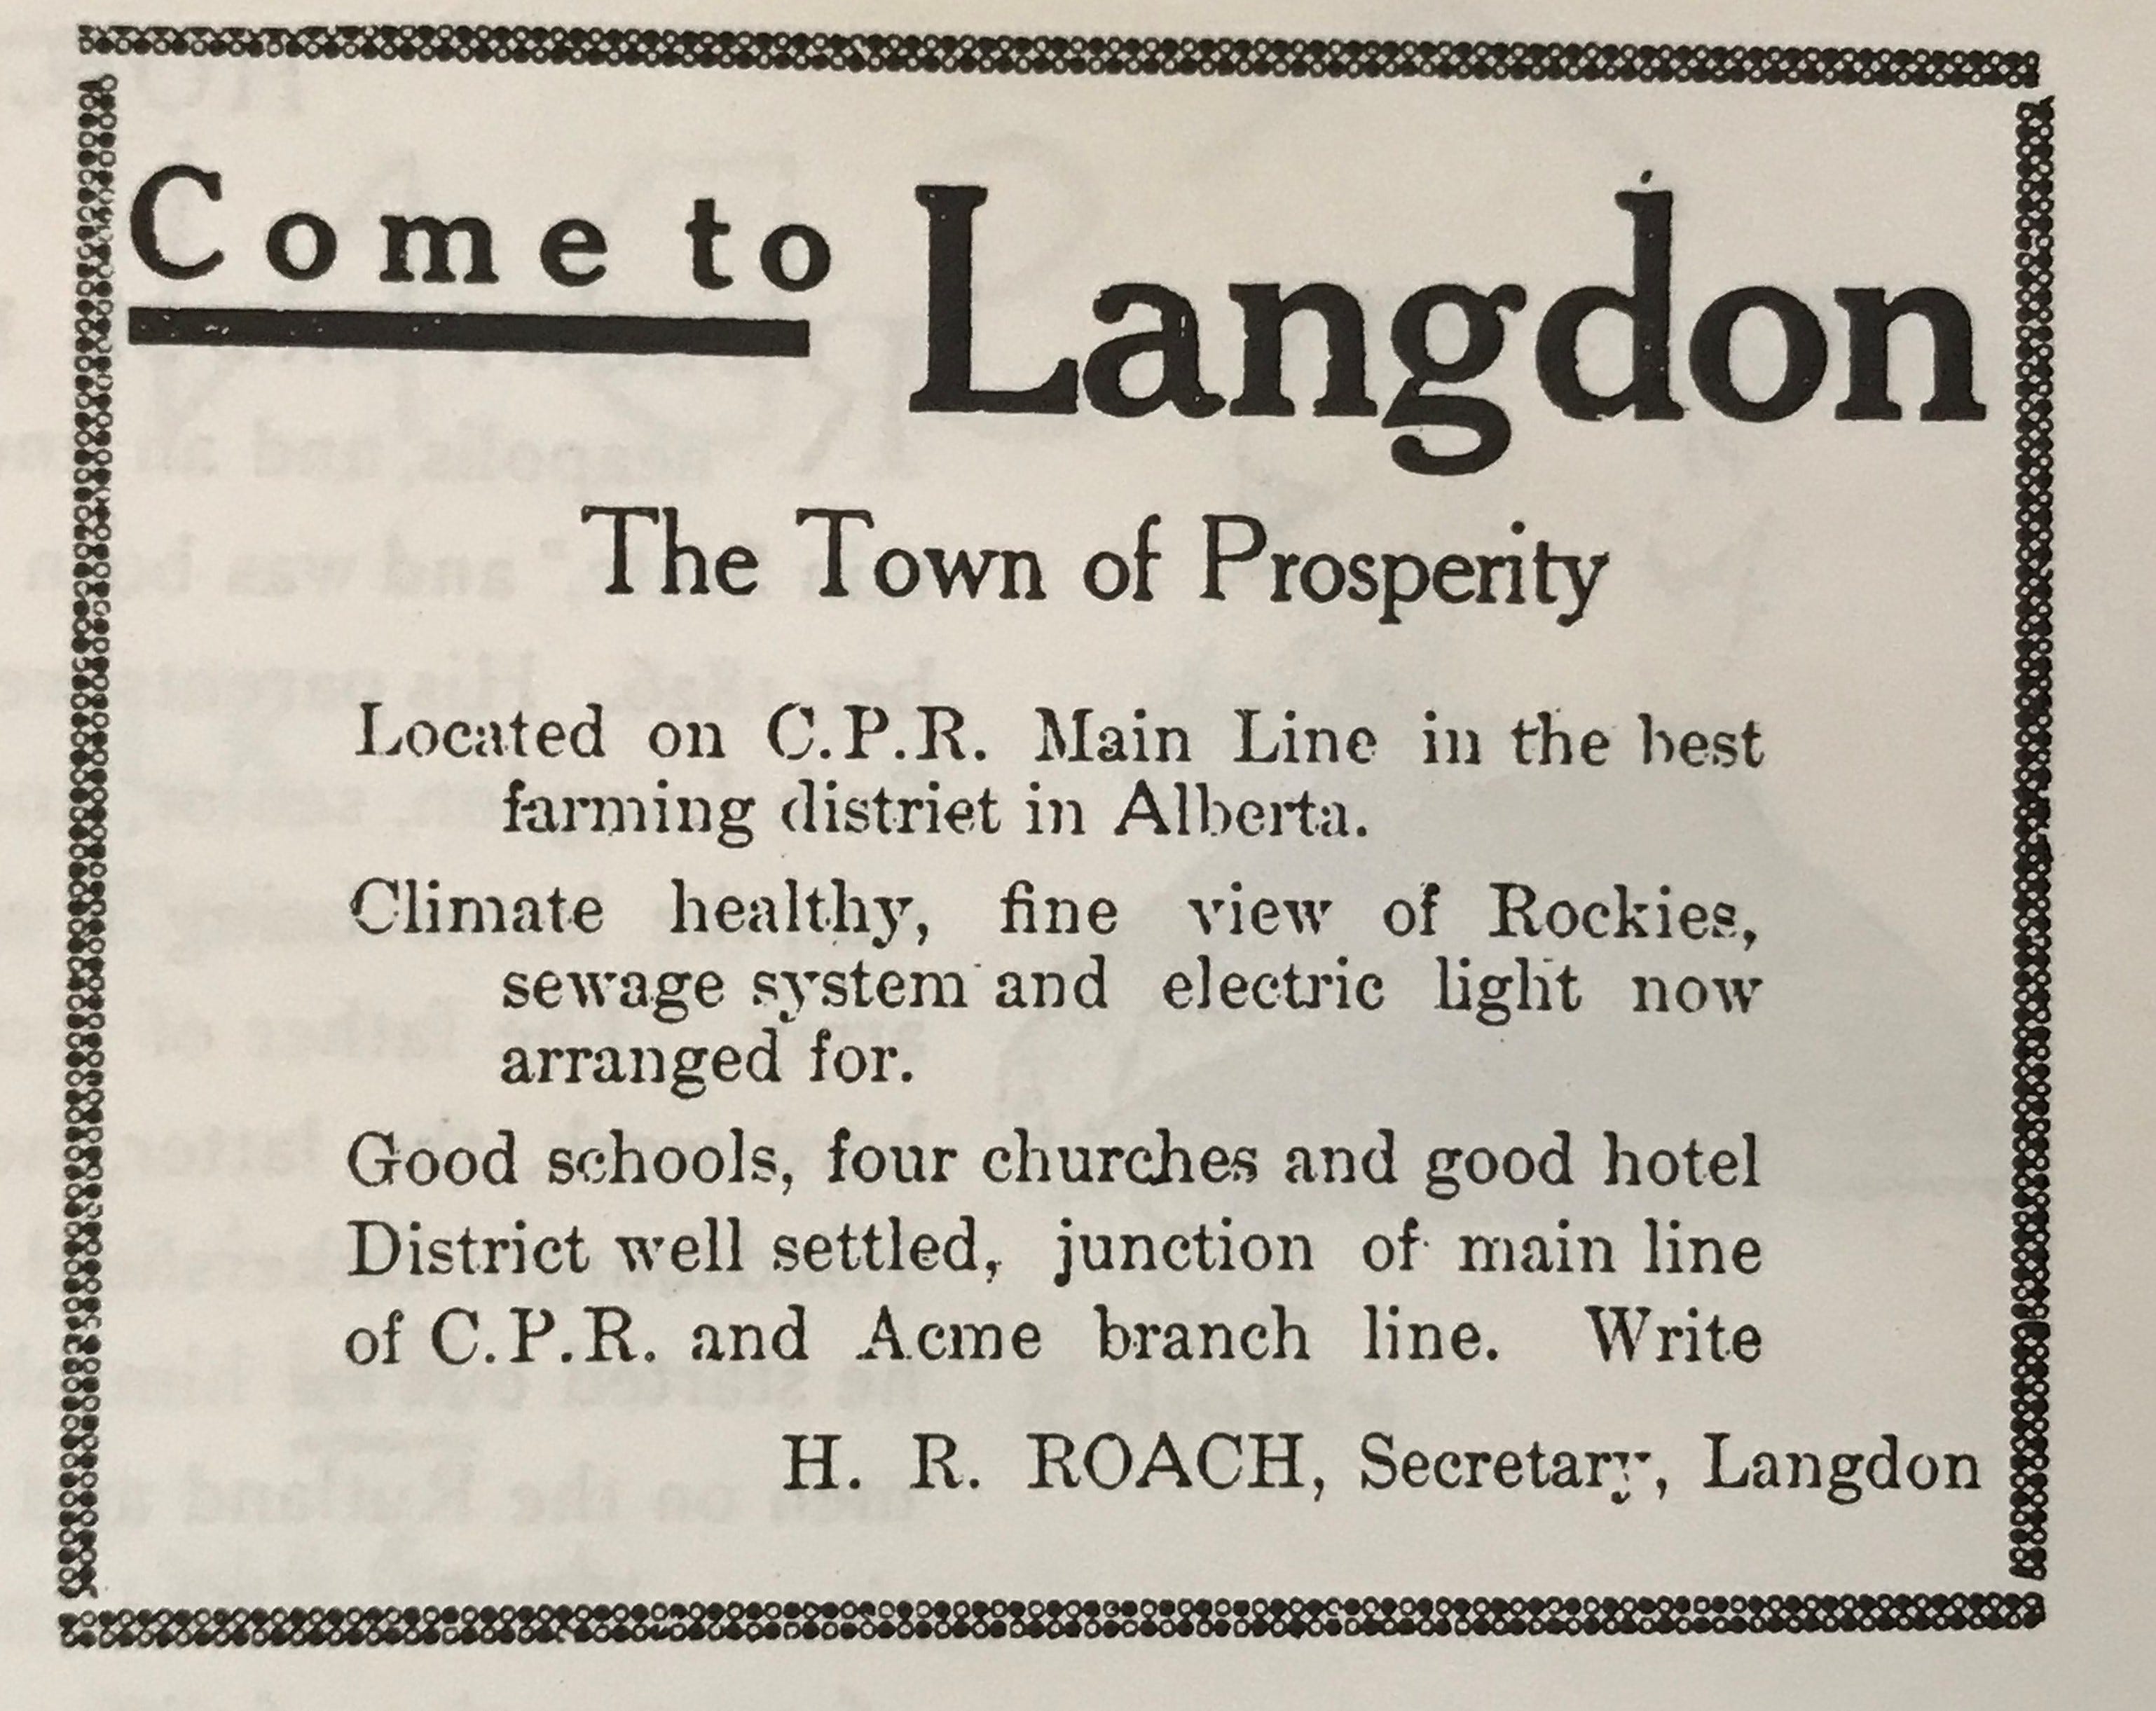 Come to Langdon
The Town of Prosperity
Located on C.P.R. Main Line in the best
farming district in Alberta.
Climate healthy, fine view of Rockies,
sewage system and electric light now
arranged for.
Good schools, four churches and good hotel
District well settled, junction of main line
of C.P.R. and Acme branch line. Write
H. R. ROACH, Secretary, Langdon